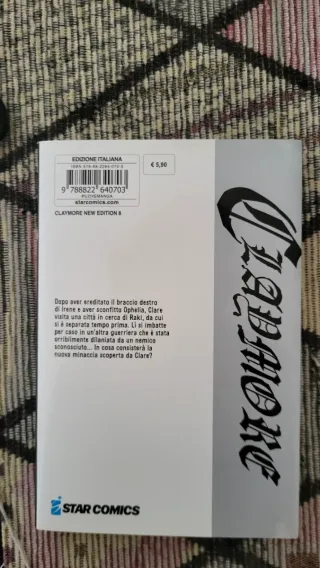 EDIZIONE ITALIANA
€ 5,90
9 788822 640703
#ILOVEMANGA
starcomics.com
CLAYMORE NEW EDITION 8
Claymore
Dopo aver ereditato il braccio destro
di Irene e aver sconfitto Ophelia, Clare
visita una città in cerca di Raki, da cui
si è separata tempo prima. Lì si imbatte
per caso in un'altra guerriera che è stata
orribilmente dilaniata da un nemico
sconosciuto... In cosa consisterà la
nuova minaccia scoperta da Clare?
STAR COMICS